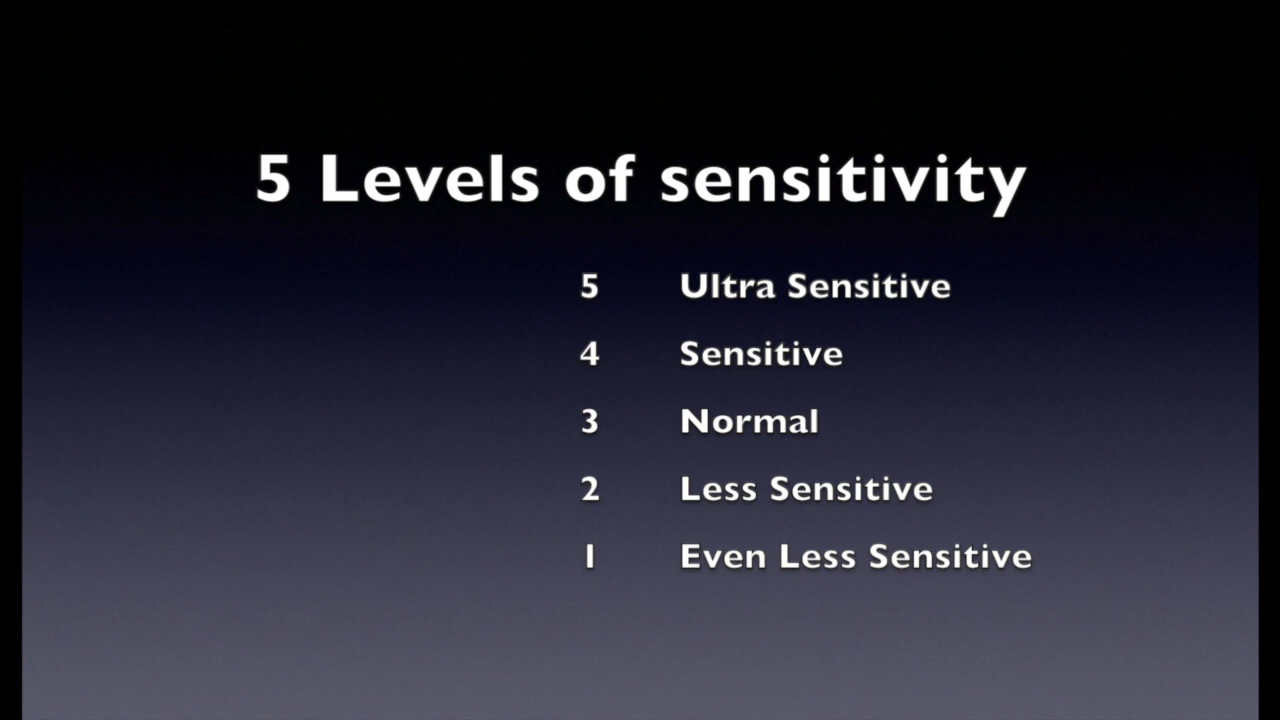 5 Levels of sensitivity
5 Ultra Sensitive
4 Sensitive
3 Normal
2 Less Sensitive
1 Even Less Sensitive